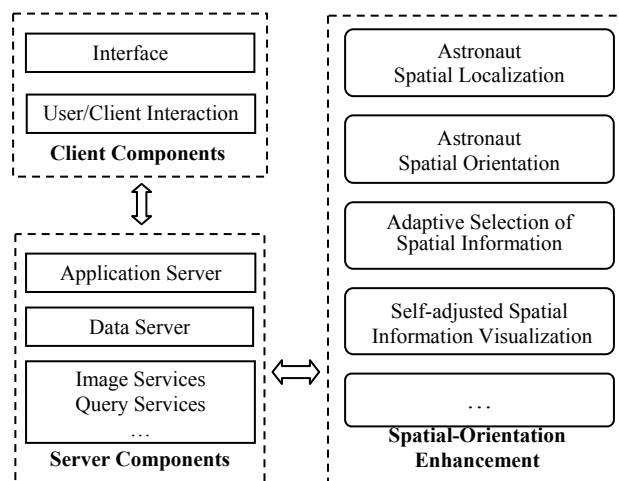 Interface
User/Client Interaction
Client Components
Application Server
Data Server
Image Services
Query Services
…
Server Components
Astronaut
Spatial Localization
Astronaut
Spatial Orientation
Adaptive Selection of
Spatial Information
Self-adjusted Spatial
Information Visualization
…
Spatial-Orientation
Enhancement